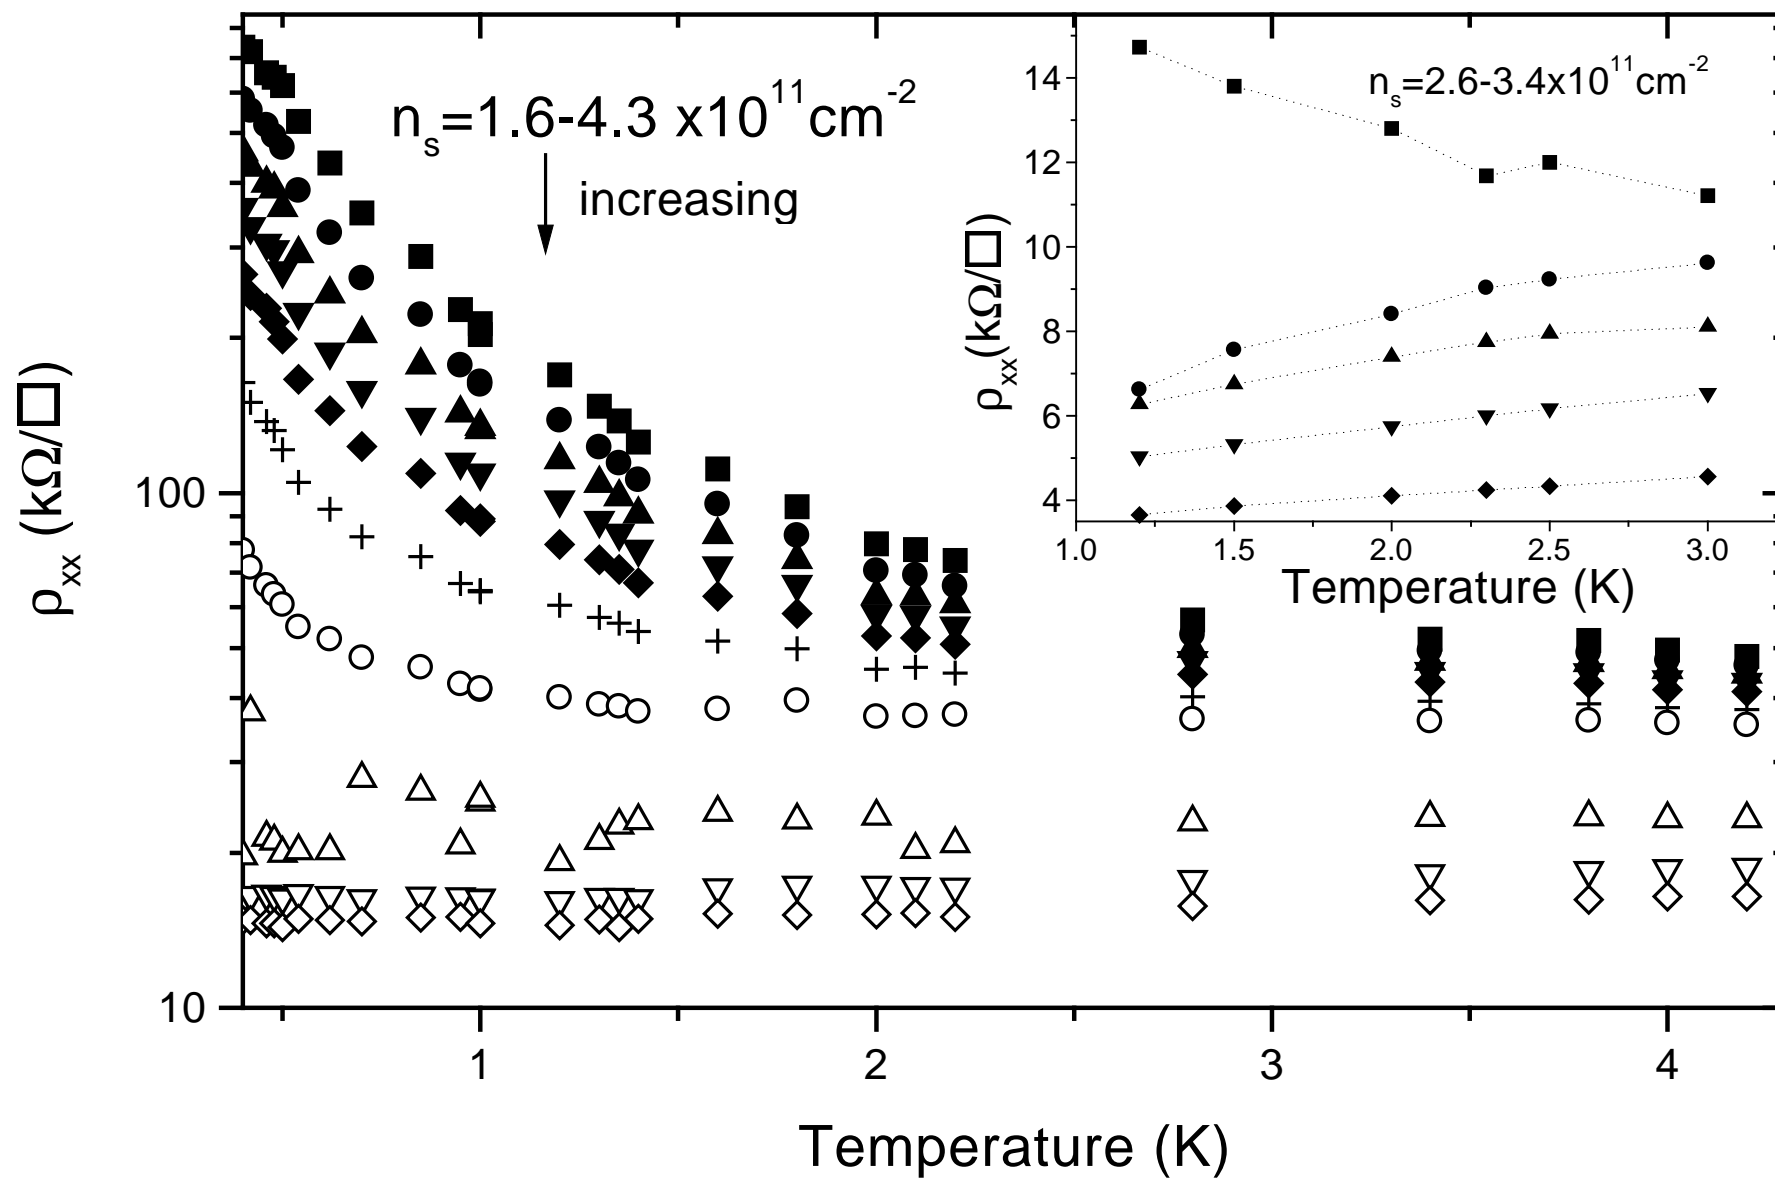 n_s=1.6-4.3 x10^11cm^-2
increasing
ρ_xx (kΩ/□)
100
10
1
2
3
4
Temperature (K)
n_s=2.6-3.4x10^11cm^-2
ρ_xx(kΩ/□)
14
12
10
8
6
4
1.0
1.5
2.0
2.5
3.0
Temperature (K)